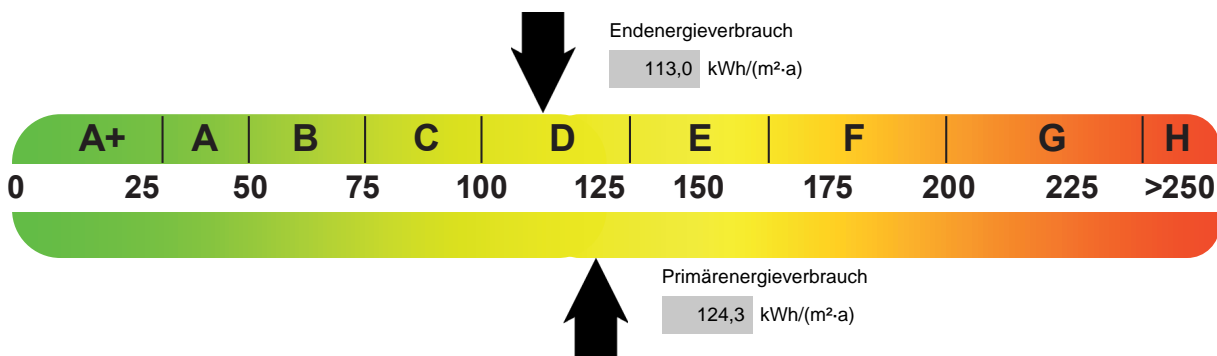 Endenergieverbrauch
113,0 kWh/(m²·a)
A+ A B C D E F G H
0 25 50 75 100 125 150 175 200 225 >250
Primärenergieverbrauch
124,3 kWh/(m²·a)